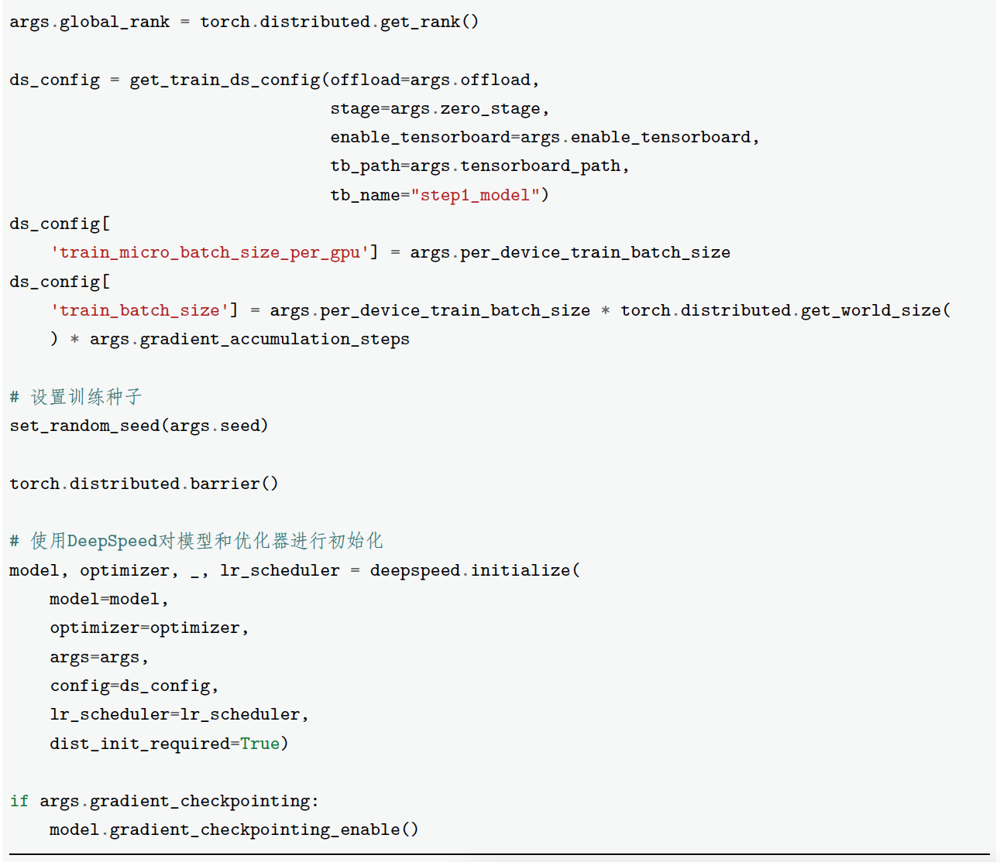 args.global_rank = torch.distributed.get_rank()
ds_config = get_train_ds_config(offload=args.offload,
stage=args.zero_stage,
enable_tensorboard=args.enable_tensorboard,
tb_path=args.tensorboard_path,
tb_name="step1_model")
ds_config[
'train_micro_batch_size_per_gpu'] = args.per_device_train_batch_size
ds_config[
'train_batch_size'] = args.per_device_train_batch_size * torch.distributed.get_world_size(
) * args.gradient_accumulation_steps
# 设置训练种子
set_random_seed(args.seed)
torch.distributed.barrier()
# 使用DeepSpeed对模型和优化器进行初始化
model, optimizer, _, lr_scheduler = deepspeed.initialize(
model=model,
optimizer=optimizer,
args=args,
config=ds_config,
lr_scheduler=lr_scheduler,
dist_init_required=True)
if args.gradient_checkpointing:
model.gradient_checkpointing_enable()